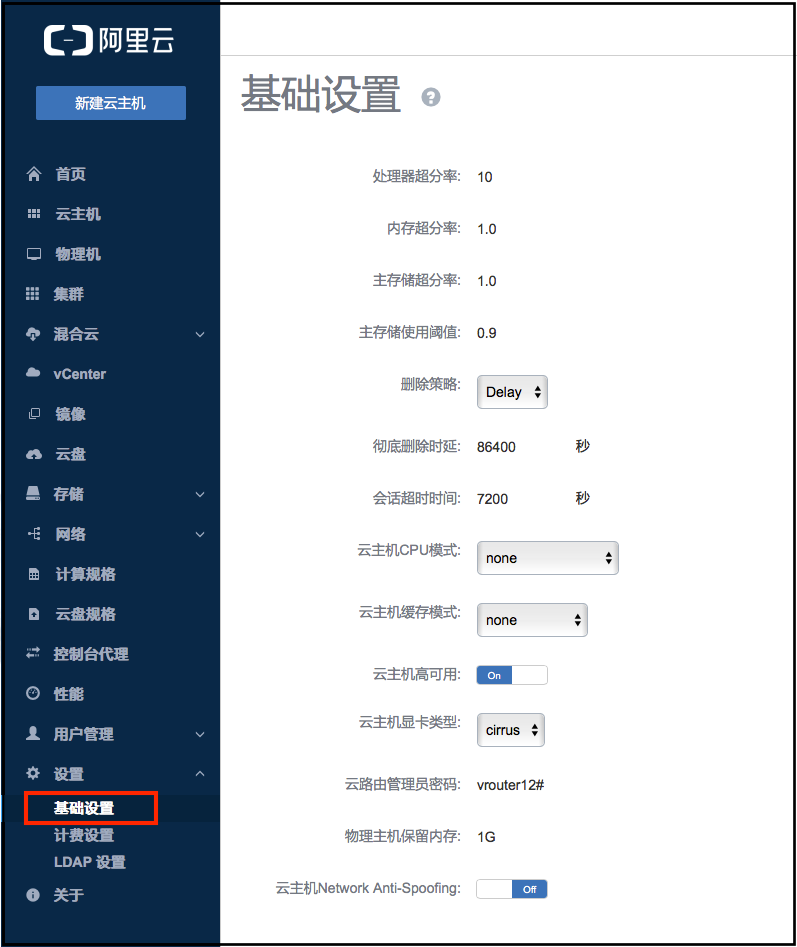 阿里云
新建云主机
首页
云主机
物理机
集群
混合云
vCenter
镜像
云盘
存储
网络
计算规格
云盘规格
控制台代理
性能
用户管理
设置
基础设置
计费设置
LDAP 设置
关于
基础设置 ?
处理器超分率: 10
内存超分率: 1.0
主存储超分率: 1.0
主存储使用阈值: 0.9
删除策略: Delay
彻底删除时延: 86400 秒
会话超时时间: 7200 秒
云主机CPU模式: none
云主机缓存模式: none
云主机高可用: On
云主机显卡类型: cirrus
云路由管理员密码: vrouter12#
物理主机保留内存: 1G
云主机Network Anti-Spoofing: Off